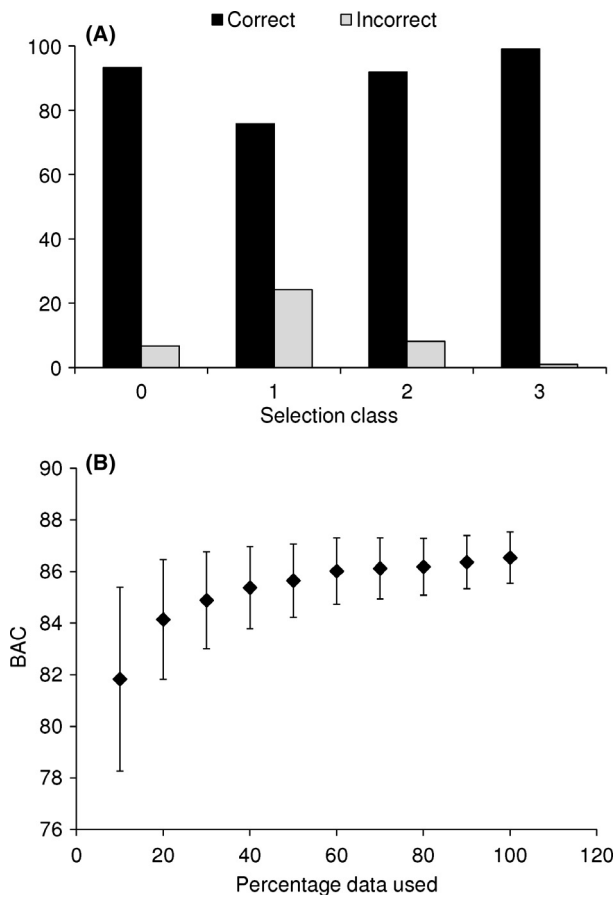 (A)
Correct Incorrect
100
80
60
40
20
0
0 1 2 3
Selection class
(B)
90
88
86
84
82
80
78
76
BAC
0 20 40 60 80 100 120
Percentage data used